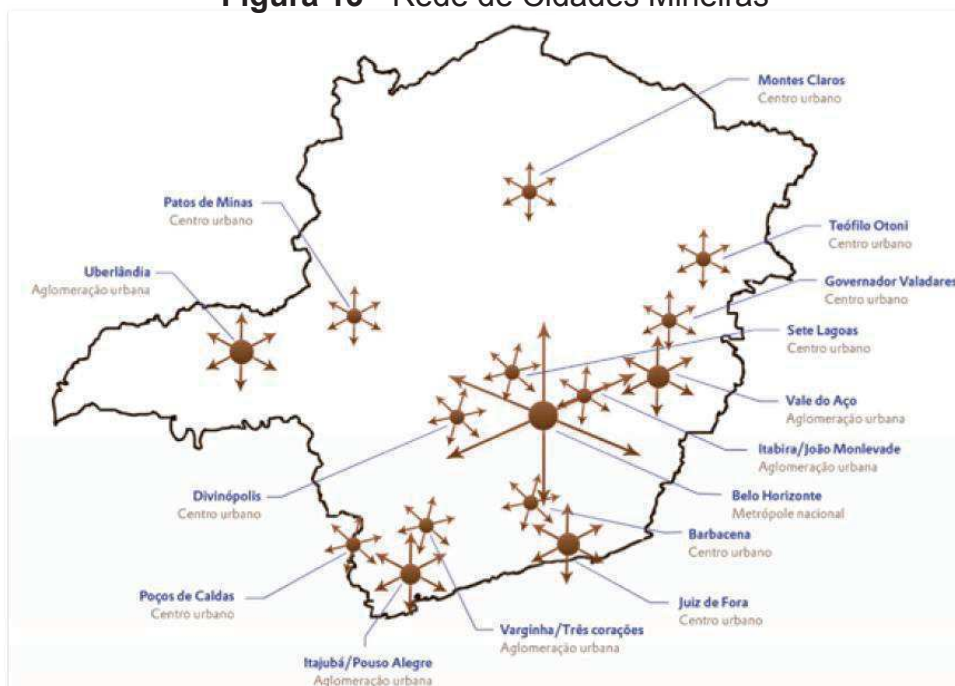 Figura 16 - Rede de Cidades Mineiras
Montes Claros
Centro urbano
Patos de Minas
Centro urbano
Teófilo Otoni
Centro urbano
Uberlândia
Aglomeração urbana
Governador Valadares
Centro urbano
Sete Lagoas
Centro urbano
Vale do Aço
Aglomeração urbana
Itabira/João Monlevade
Aglomeração urbana
Divinópolis
Centro urbano
Belo Horizonte
Metrópole nacional
Barbacena
Centro urbano
Poços de Caldas
Centro urbano
Juiz de Fora
Centro urbano
Varginha/Três corações
Aglomeração urbana
Itajubá/Pouso Alegre
Aglomeração urbana